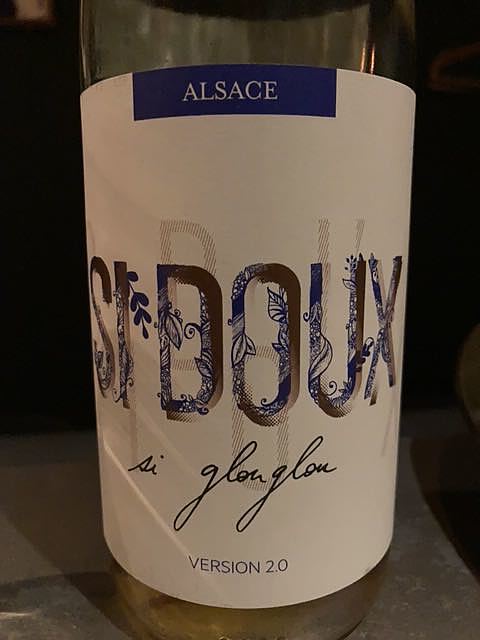 ALSACE
SI DOUX
si glouglou
VERSION 2.0